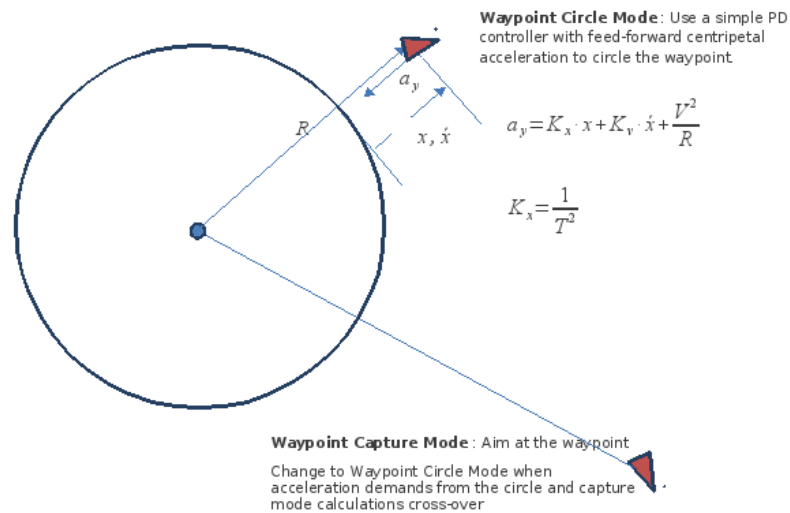 Waypoint Circle Mode: Use a simple PD
controller with feed-forward centripetal
acceleration to circle the waypoint.
a_y
R
x, ẋ
a_y=K_x·x+K_v·ẋ+V²/R
K_x=1/T²
Waypoint Capture Mode: Aim at the waypoint
Change to Waypoint Circle Mode when
acceleration demands from the circle and capture
mode calculations cross-over